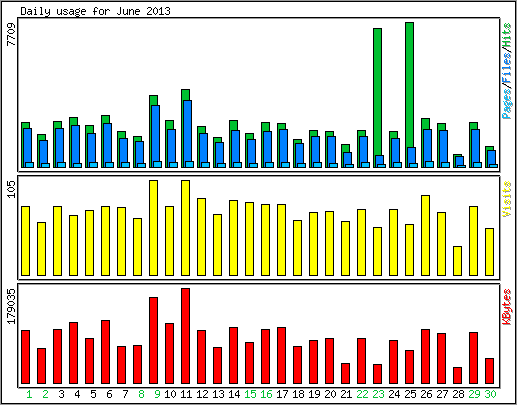 Daily usage for June 2013
7709
Pages/Files/Hits
105
Visits
179035
KBytes
1 2 3 4 5 6 7 8 9 10 11 12 13 14 15 16 17 18 19 20 21 22 23 24 25 26 27 28 29 30